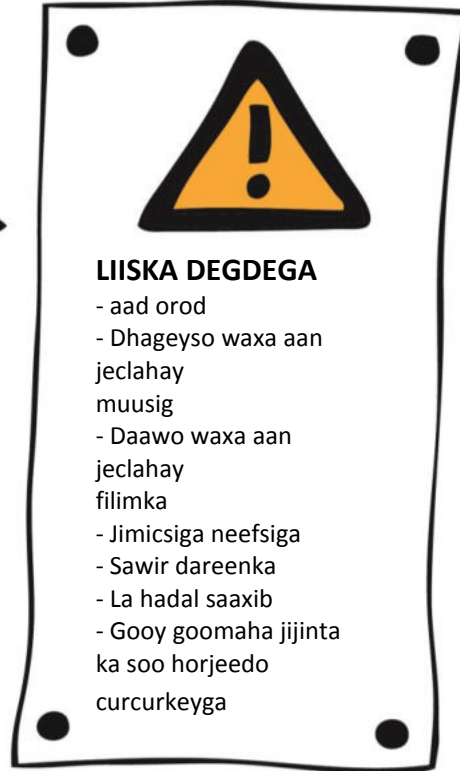 LIISKA DEGDEGA
- aad orod
- Dhageyso waxa aan
jeclahay
muusig
- Daawo waxa aan
jeclahay
filimka
- Jimicsiga neefsiga
- Sawir dareenka
- La hadal saaxib
- Gooy goomaha jijinta
ka soo horjeedo
curcurkeyga